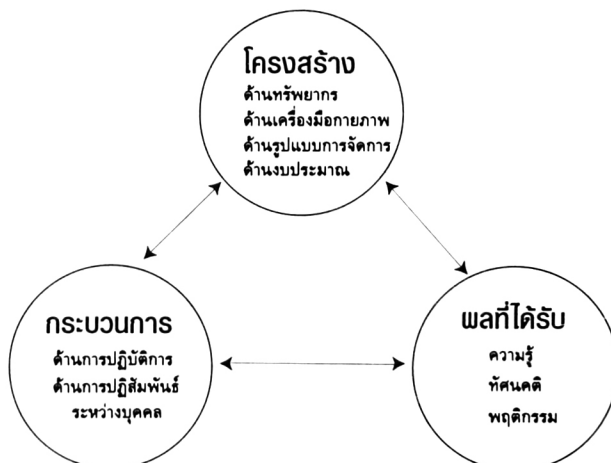 โครงสร้าง
ด้านทรัพยากร
ด้านเครื่องมือกายภาพ
ด้านรูปแบบการจัดการ
ด้านงบประมาณ
กระบวนการ
ด้านการปฏิบัติการ
ด้านการปฏิสัมพันธ์
ระหว่างบุคคล
ผลที่ได้รับ
ความรู้
ทัศนคติ
พฤติกรรม